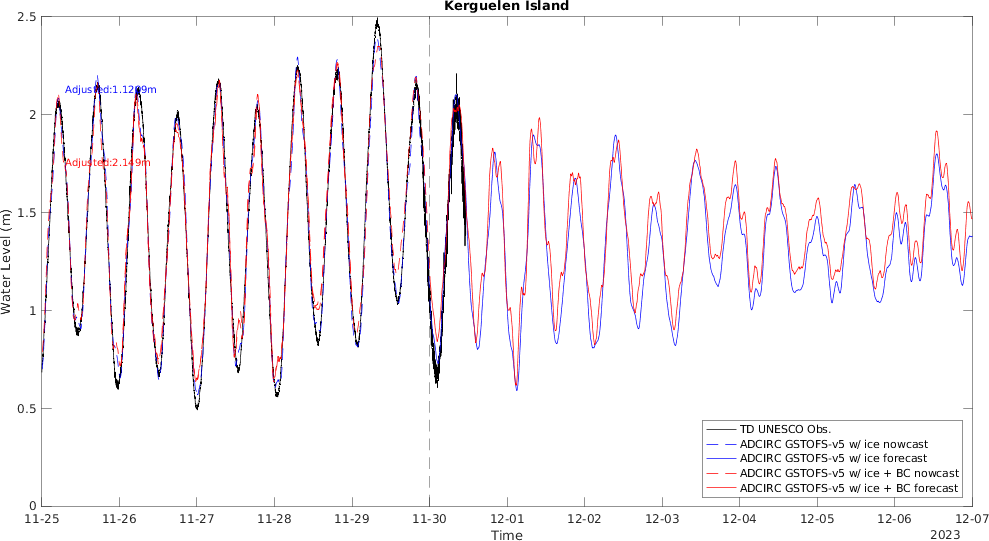 Kerguelen Island
2.5
2
1.5
1
0.5
0
Water Level (m)
Adjusted:1.1209m
Adjusted:2.149m
TD UNESCO Obs.
ADCIRC GSTOFS-v5 w/ ice nowcast
ADCIRC GSTOFS-v5 w/ ice forecast
ADCIRC GSTOFS-v5 w/ ice + BC nowcast
ADCIRC GSTOFS-v5 w/ ice + BC forecast
11-25 11-26 11-27 11-28 11-29 11-30 12-01 12-02 12-03 12-04 12-05 12-06 12-07
Time
2023